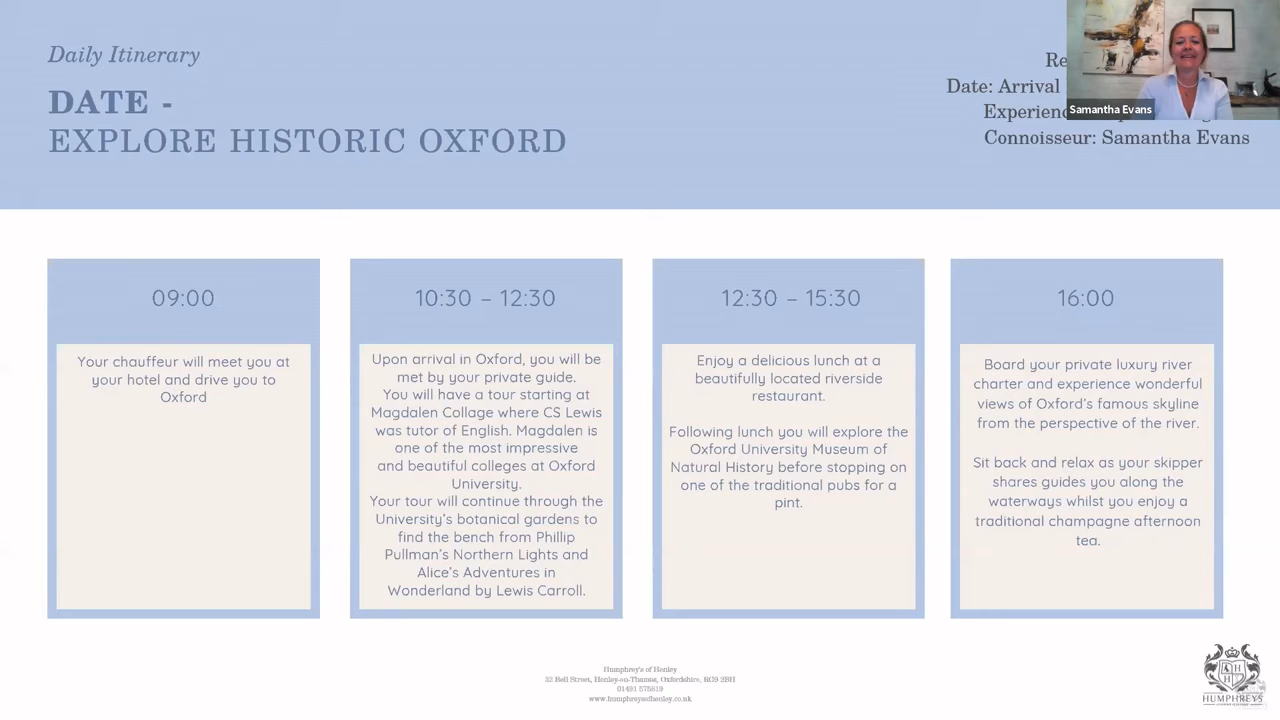 Daily Itinerary
DATE -
EXPLORE HISTORIC OXFORD
Date: Arrival
Connoisseur: Samantha Evans
Samantha Evans
09:00
Your chauffeur will meet you at
your hotel and drive you to
Oxford
10:30 – 12:30
Upon arrival in Oxford, you will be
met by your private guide.
You will have a tour starting at
Magdalen Collage where CS Lewis
was tutor of English. Magdalen is
one of the most impressive
and beautiful colleges at Oxford
University.
Your tour will continue through the
University's botanical gardens to
find the bench from Phillip
Pullman's Northern Lights and
Alice's Adventures in
Wonderland by Lewis Carroll.
12:30 – 15:30
Enjoy a delicious lunch at a
beautifully located riverside
restaurant.
Following lunch you will explore the
Oxford University Museum of
Natural History before stopping on
one of the traditional pubs for a
pint.
16:00
Board your private luxury river
charter and experience wonderful
views of Oxford's famous skyline
from the perspective of the river.
Sit back and relax as your skipper
shares guides you along the
waterways whilst you enjoy a
traditional champagne afternoon
tea.
Humphrey's of Henley
32 Bell Street, Henley-on-Thames, Oxfordshire, RG9 2BH
01491 575619
www.humphreysofhenley.co.uk
HUMPHREYS